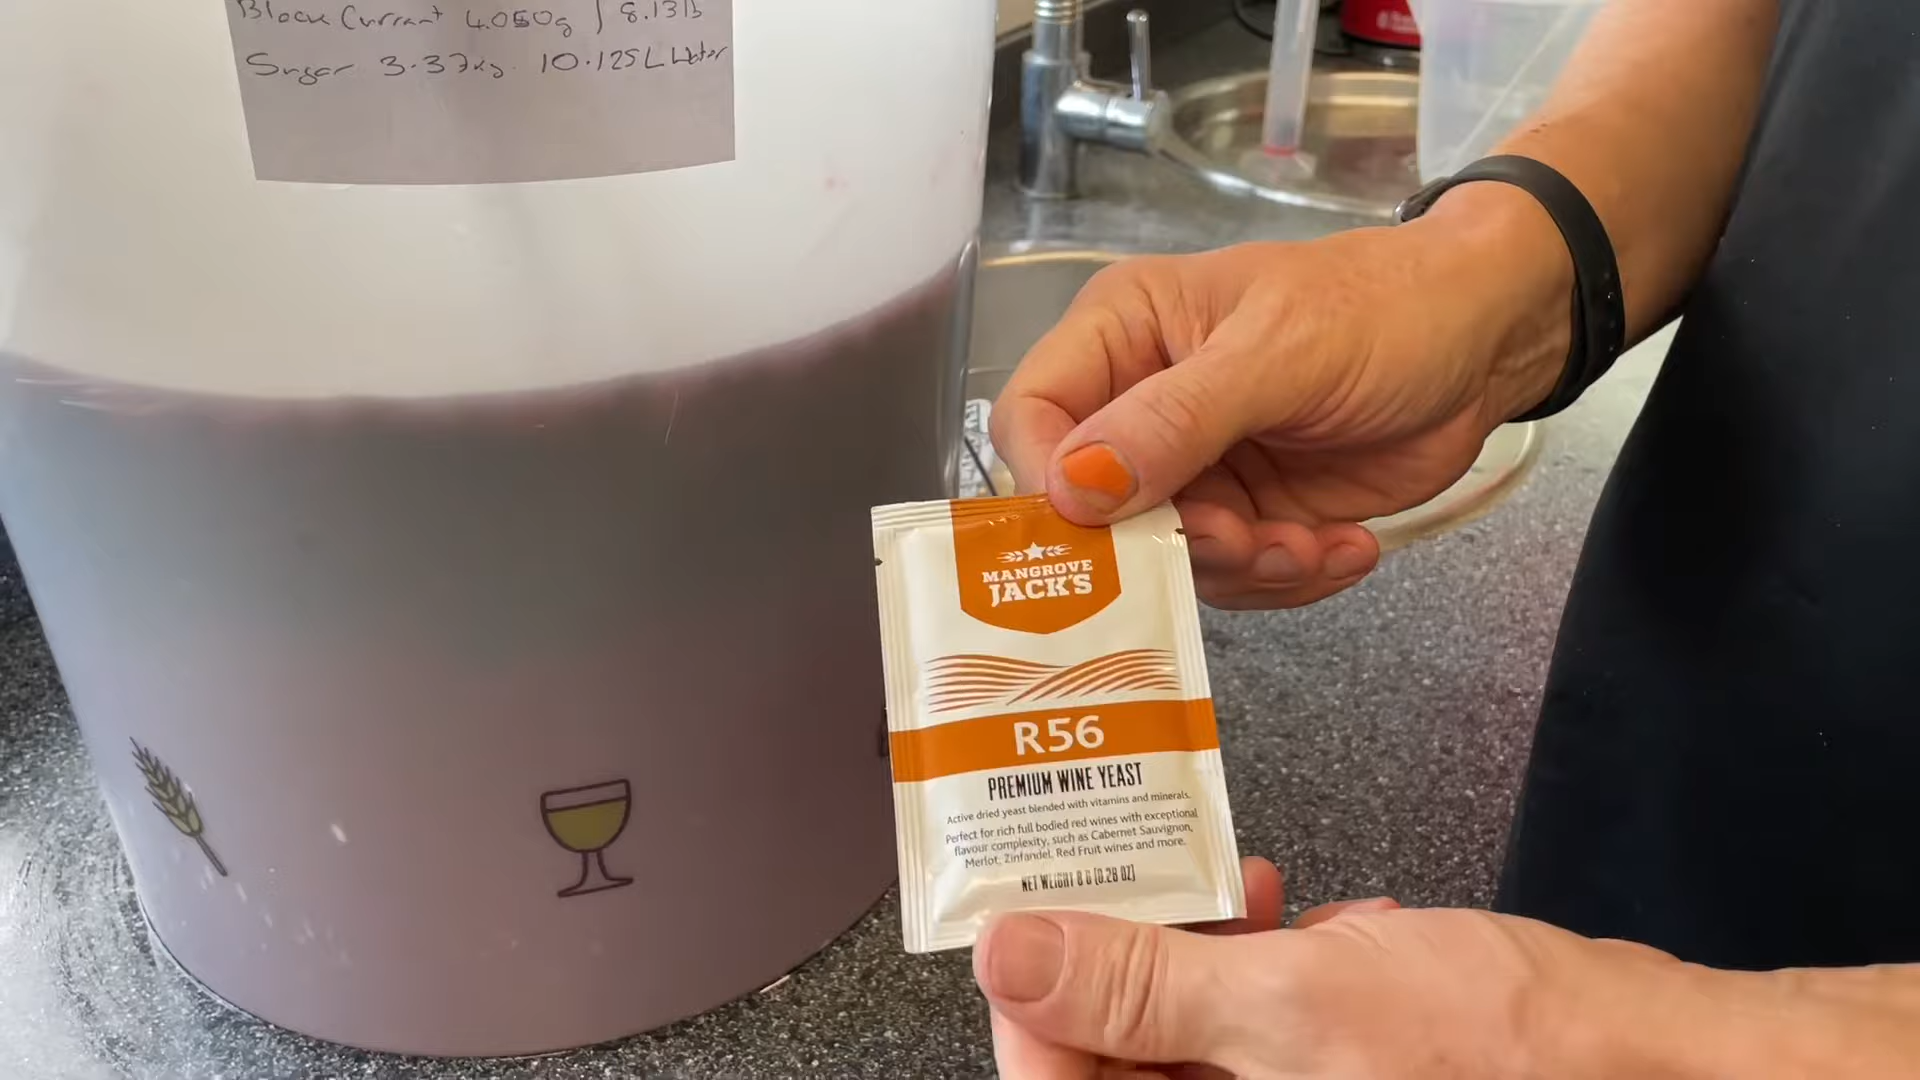 Black Currant 4.050g / 8.13lb
Sugar 3.37kg 10.125L Water
MANGROVE
JACK'S
R56
PREMIUM WINE YEAST
Active dried yeast blended with vitamins and minerals.
Perfect for rich full bodied red wines with exceptional
flavour complexity, such as Cabernet Sauvignon,
Merlot, Zinfandel, Red Fruit wines and more.
NET WEIGHT 8 G (0.28 OZ)